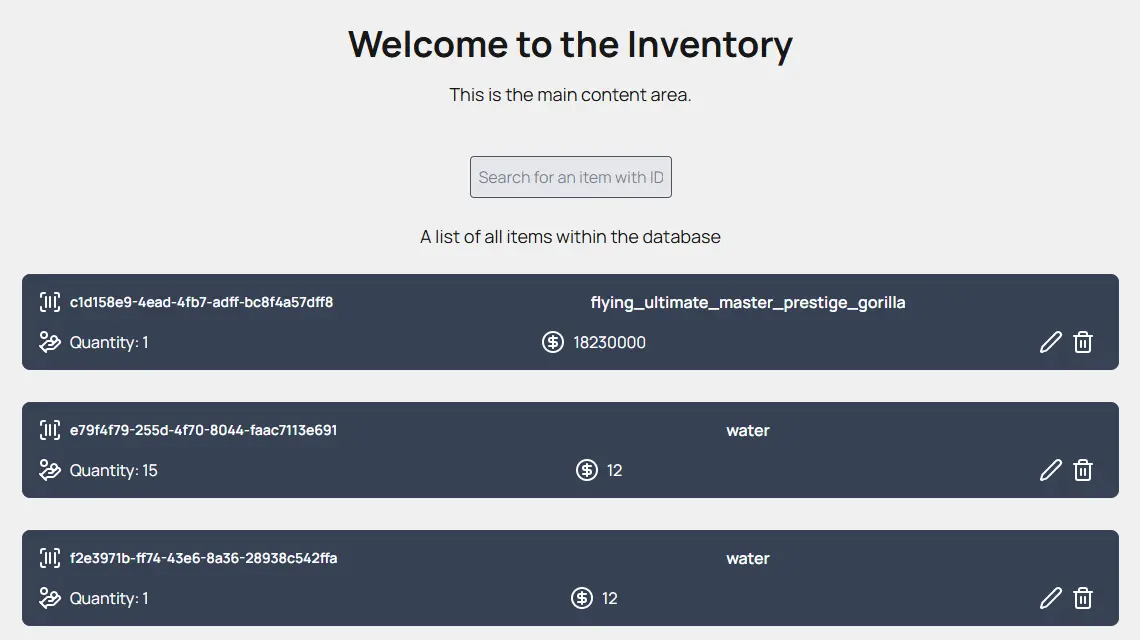 Welcome to the Inventory
This is the main content area.
Search for an item with ID
A list of all items within the database
c1d158e9-4ead-4fb7-adff-bc8f4a57dff8 flying_ultimate_master_prestige_gorilla
Quantity: 1 18230000
e79f4f79-255d-4f70-8044-faac7113e691 water
Quantity: 15 12
f2e3971b-ff74-43e6-8a36-28938c542ffa water
Quantity: 1 12